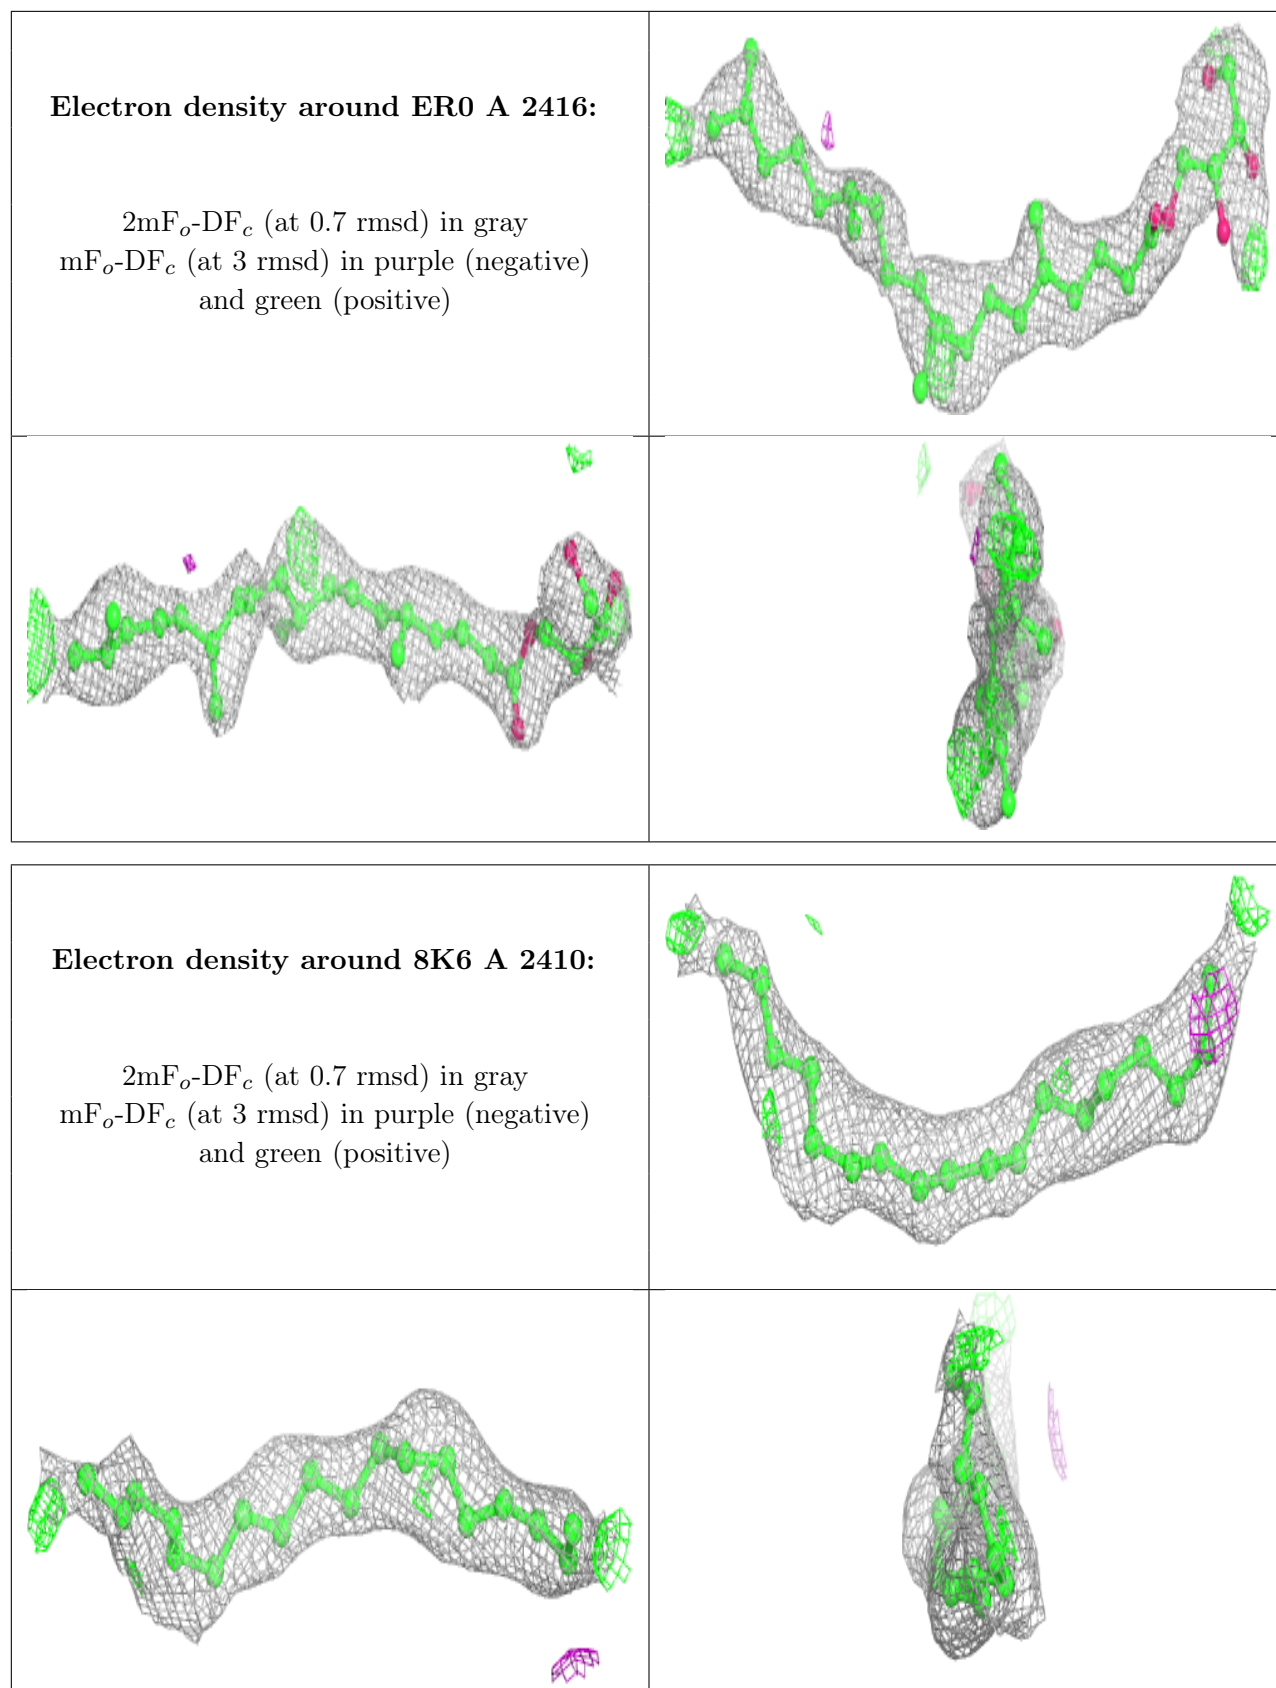 Electron density around ER0 A 2416:
2mFₒ-DF𝒸 (at 0.7 rmsd) in gray
mFₒ-DF𝒸 (at 3 rmsd) in purple (negative)
and green (positive)
Electron density around 8K6 A 2410:
2mFₒ-DF𝒸 (at 0.7 rmsd) in gray
mFₒ-DF𝒸 (at 3 rmsd) in purple (negative)
and green (positive)